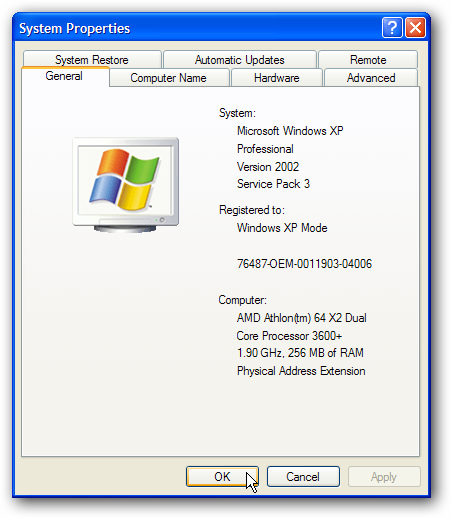 System Properties
System Restore
Automatic Updates
Remote
General
Computer Name
Hardware
Advanced
System:
Microsoft Windows XP
Professional
Version 2002
Service Pack 3
Registered to:
Windows XP Mode
76487-OEM-0011903-04006
Computer:
AMD Athlon(tm) 64 X2 Dual
Core Processor 3600+
1.90 GHz, 256 MB of RAM
Physical Address Extension
OK
Cancel
Apply